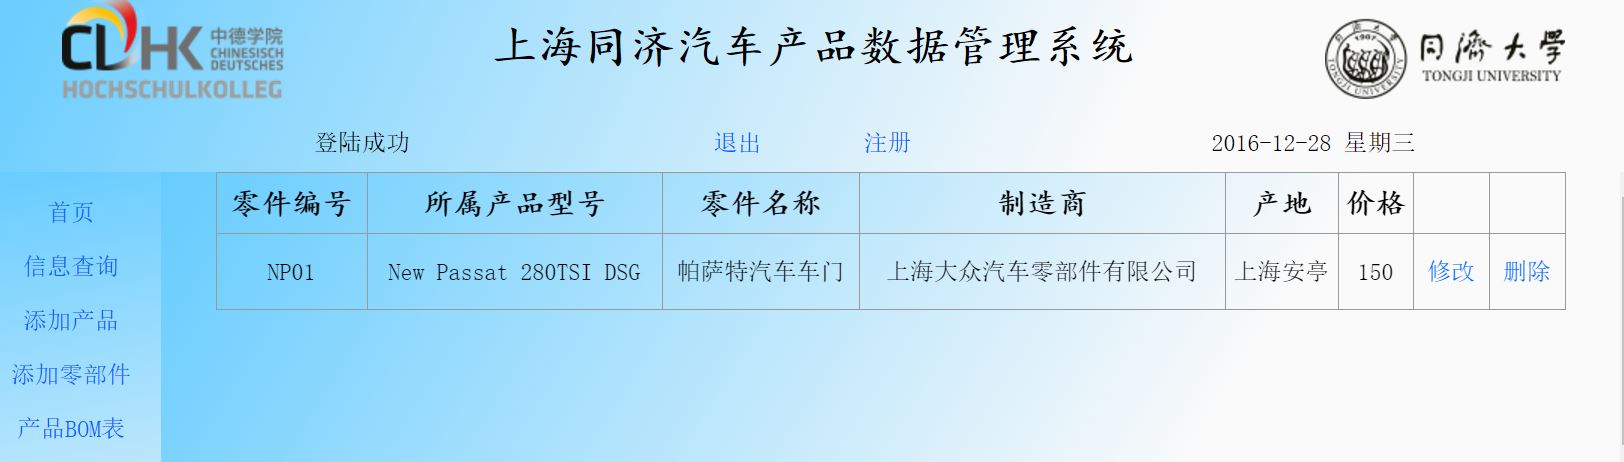 CDHK 中德学院
CHINESISCH
DEUTSCHES
HOCHSCHULKOLLEG
上海同济汽车产品数据管理系统
同濟大学
TONGJI UNIVERSITY
1907
TONGJI UNIVERSITY
登陆成功 退出 注册 2016-12-28 星期三
首页
信息查询
添加产品
添加零部件
产品BOM表
零件编号 所属产品型号 零件名称 制造商 产地 价格
NP01 New Passat 280TSI DSG 帕萨特汽车车门 上海大众汽车零部件有限公司 上海安亭 150 修改 删除